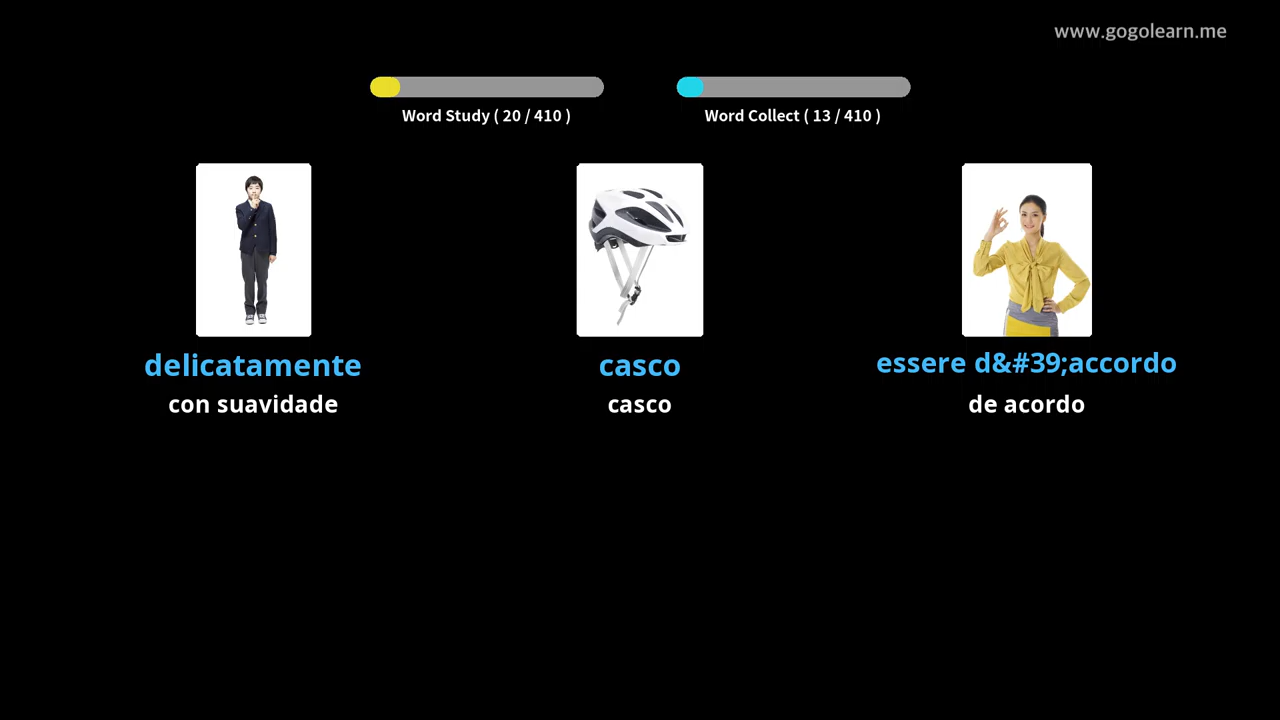 www.gogolearn.me
Word Study ( 20 / 410 )
Word Collect ( 13 / 410 )
delicatamente
casco
essere d&#39;accordo
con suavidade
casco
de acordo